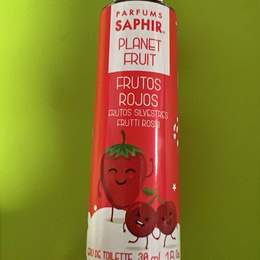 PARFUMS
SAPHIR.
PLANET
FRUIT
FRUTOS
ROJOS
FRUTOS SILVESTRES
FRUTTI ROSSI
EAU DE TOILETTE 30 ml